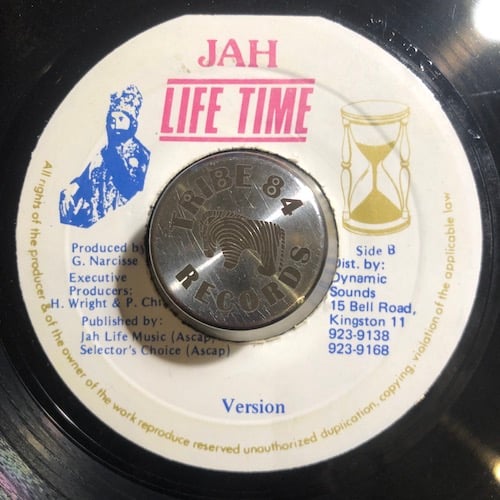 JAH
LIFE TIME
TRIBE 84
RECORDS
Produced by
G. Narcisse
Executive
Producers:
H. Wright & P. Chi
Published by:
Jah Life Music (Ascap)
Selector's Choice (Ascap)
Side B
Dist. by:
Dynamic
Sounds
15 Bell Road,
Kingston 11
923-9138
923-9168
Version
All rights of the producer & of the owner of the work reproduce reserved unauthorized duplication, copying, violation of the applicable law